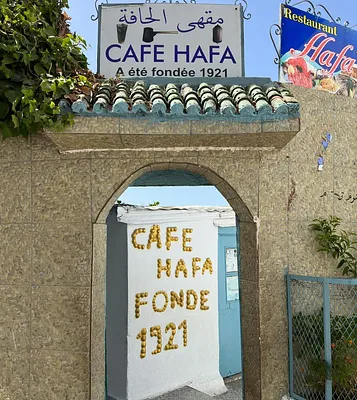 مقهى الحافة
CAFE HAFA
A été fondée 1921
Restaurant
Hafa
CAFE
HAFA
FONDE
1921